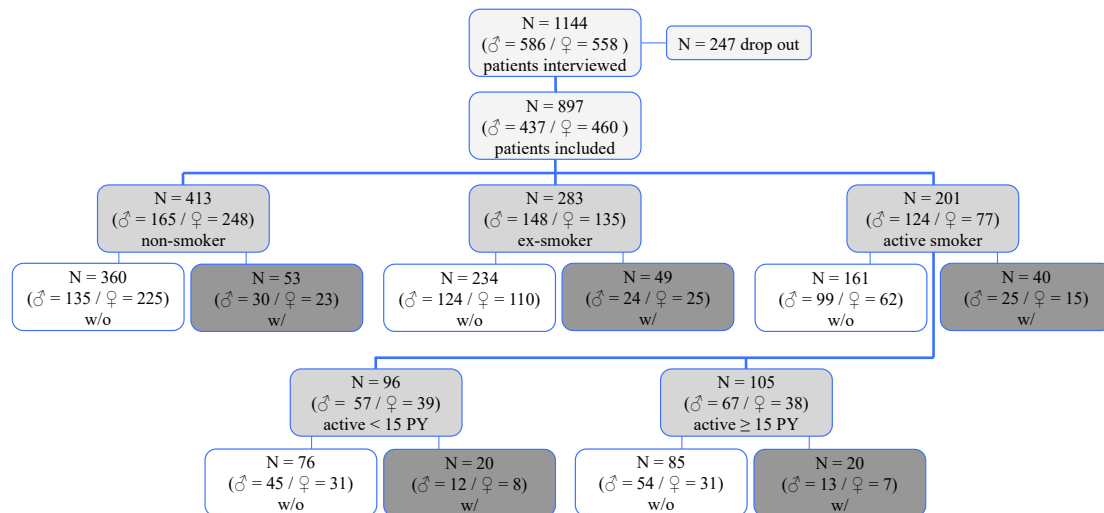 N = 1144
(♂ = 586 / ♀ = 558 )
patients interviewed
N = 247 drop out
N = 897
(♂ = 437 / ♀ = 460 )
patients included
N = 413
(♂ = 165 / ♀ = 248)
non-smoker
N = 283
(♂ = 148 / ♀ = 135)
ex-smoker
N = 201
(♂ = 124 / ♀ = 77)
active smoker
N = 360
(♂ = 135 / ♀ = 225)
w/o
N = 53
(♂ = 30 / ♀ = 23)
w/
N = 234
(♂ = 124 / ♀ = 110)
w/o
N = 49
(♂ = 24 / ♀ = 25)
w/
N = 161
(♂ = 99 / ♀ = 62)
w/o
N = 40
(♂ = 25 / ♀ = 15)
w/
N = 96
(♂ = 57 / ♀ = 39)
active < 15 PY
N = 105
(♂ = 67 / ♀ = 38)
active ≥ 15 PY
N = 76
(♂ = 45 / ♀ = 31)
w/o
N = 20
(♂ = 12 / ♀ = 8)
w/
N = 85
(♂ = 54 / ♀ = 31)
w/o
N = 20
(♂ = 13 / ♀ = 7)
w/